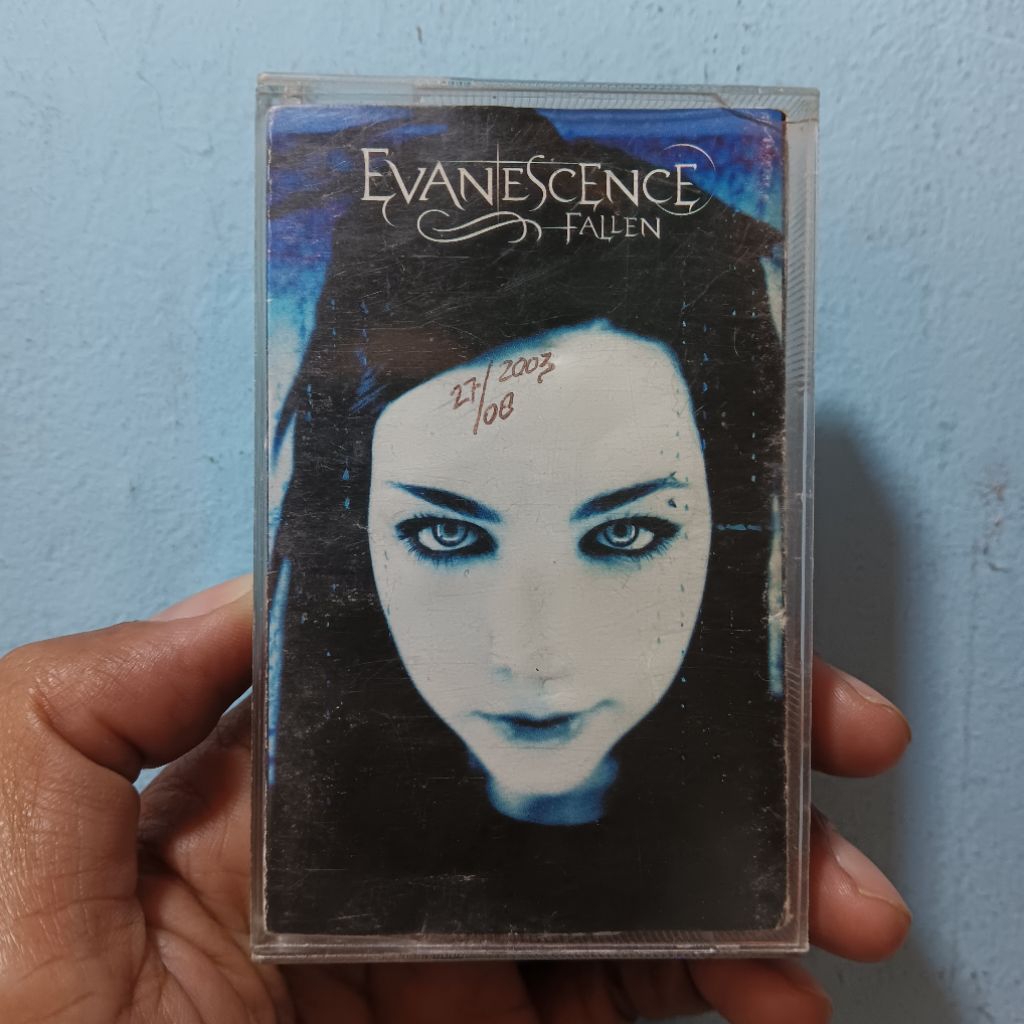 EVANESCENCE
FALLEN
27/2003
/08